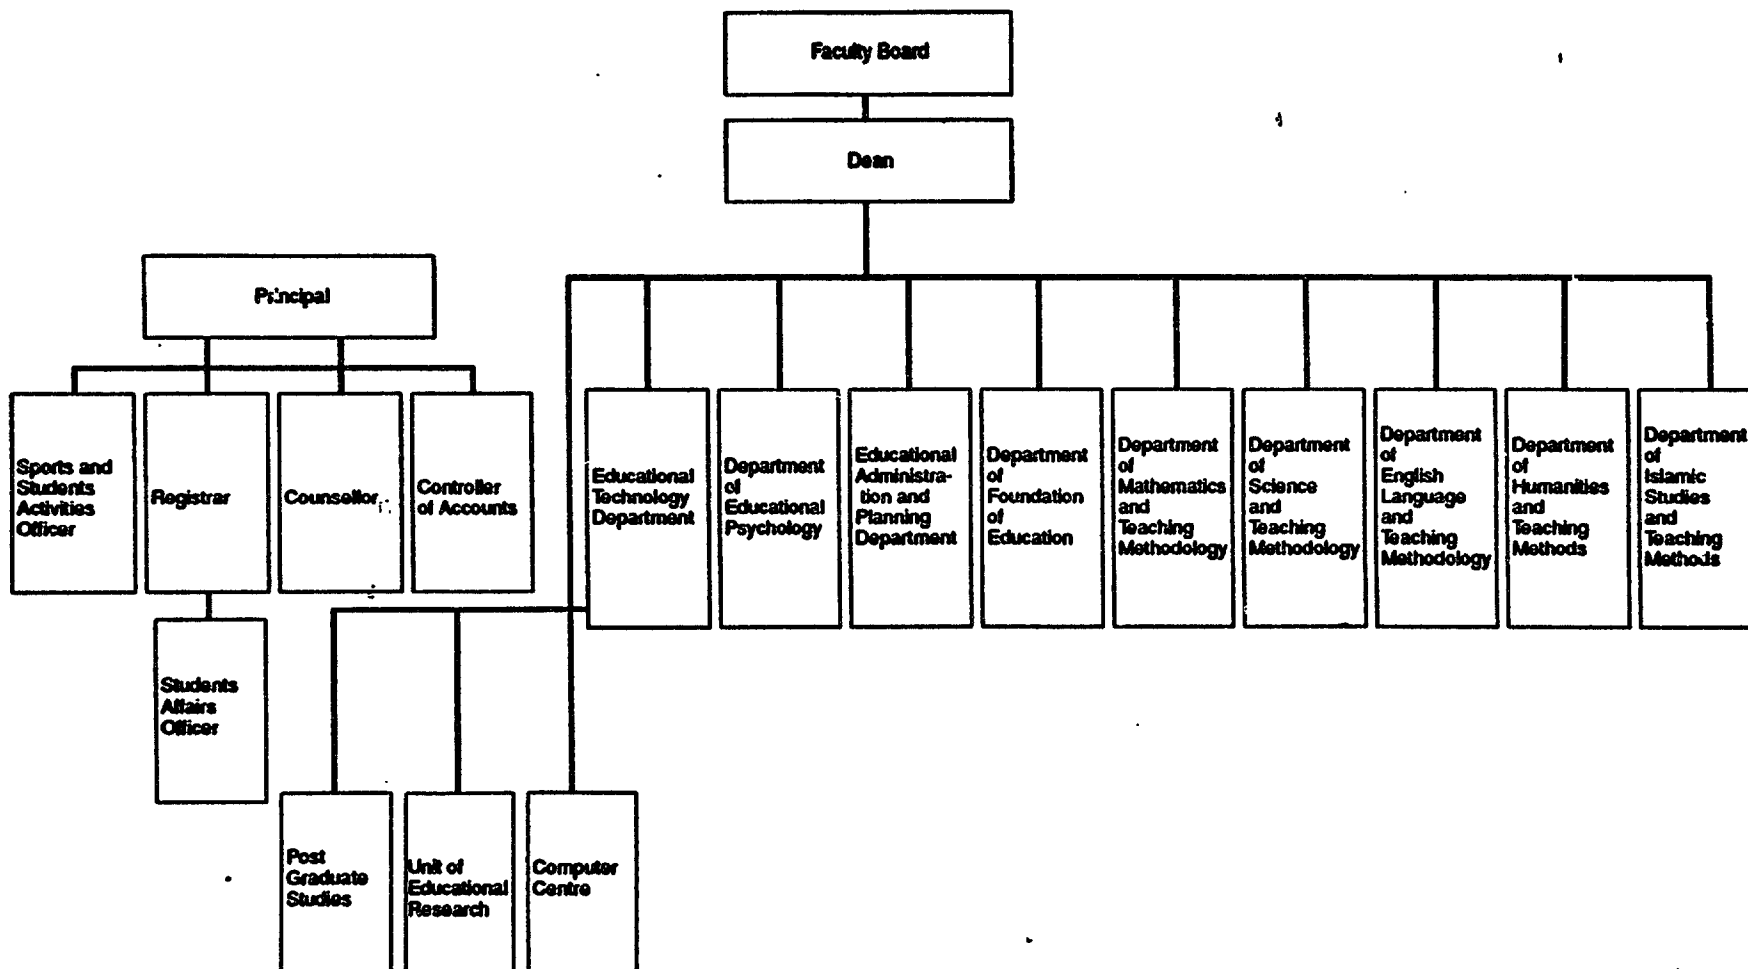 Faculty Board
Dean
Principal
Sports and
Students
Activities
Officer
Registrar
Counsellor
Controller
of Accounts
Educational
Technology
Department
Department
of
Educational
Psychology
Educational
Administra-
tion and
Planning
Department
Department
of
Foundation
of
Education
Department
of
Mathematics
and
Teaching
Methodology
Department
of
Science
and
Teaching
Methodology
Department
of
English
Language
and
Teaching
Methodology
Department
of
Humanities
and
Teaching
Methods
Department
of
Islamic
Studies
and
Teaching
Methods
Students
Affairs
Officer
Post
Graduate
Studies
Unit of
Educational
Research
Computer
Centre